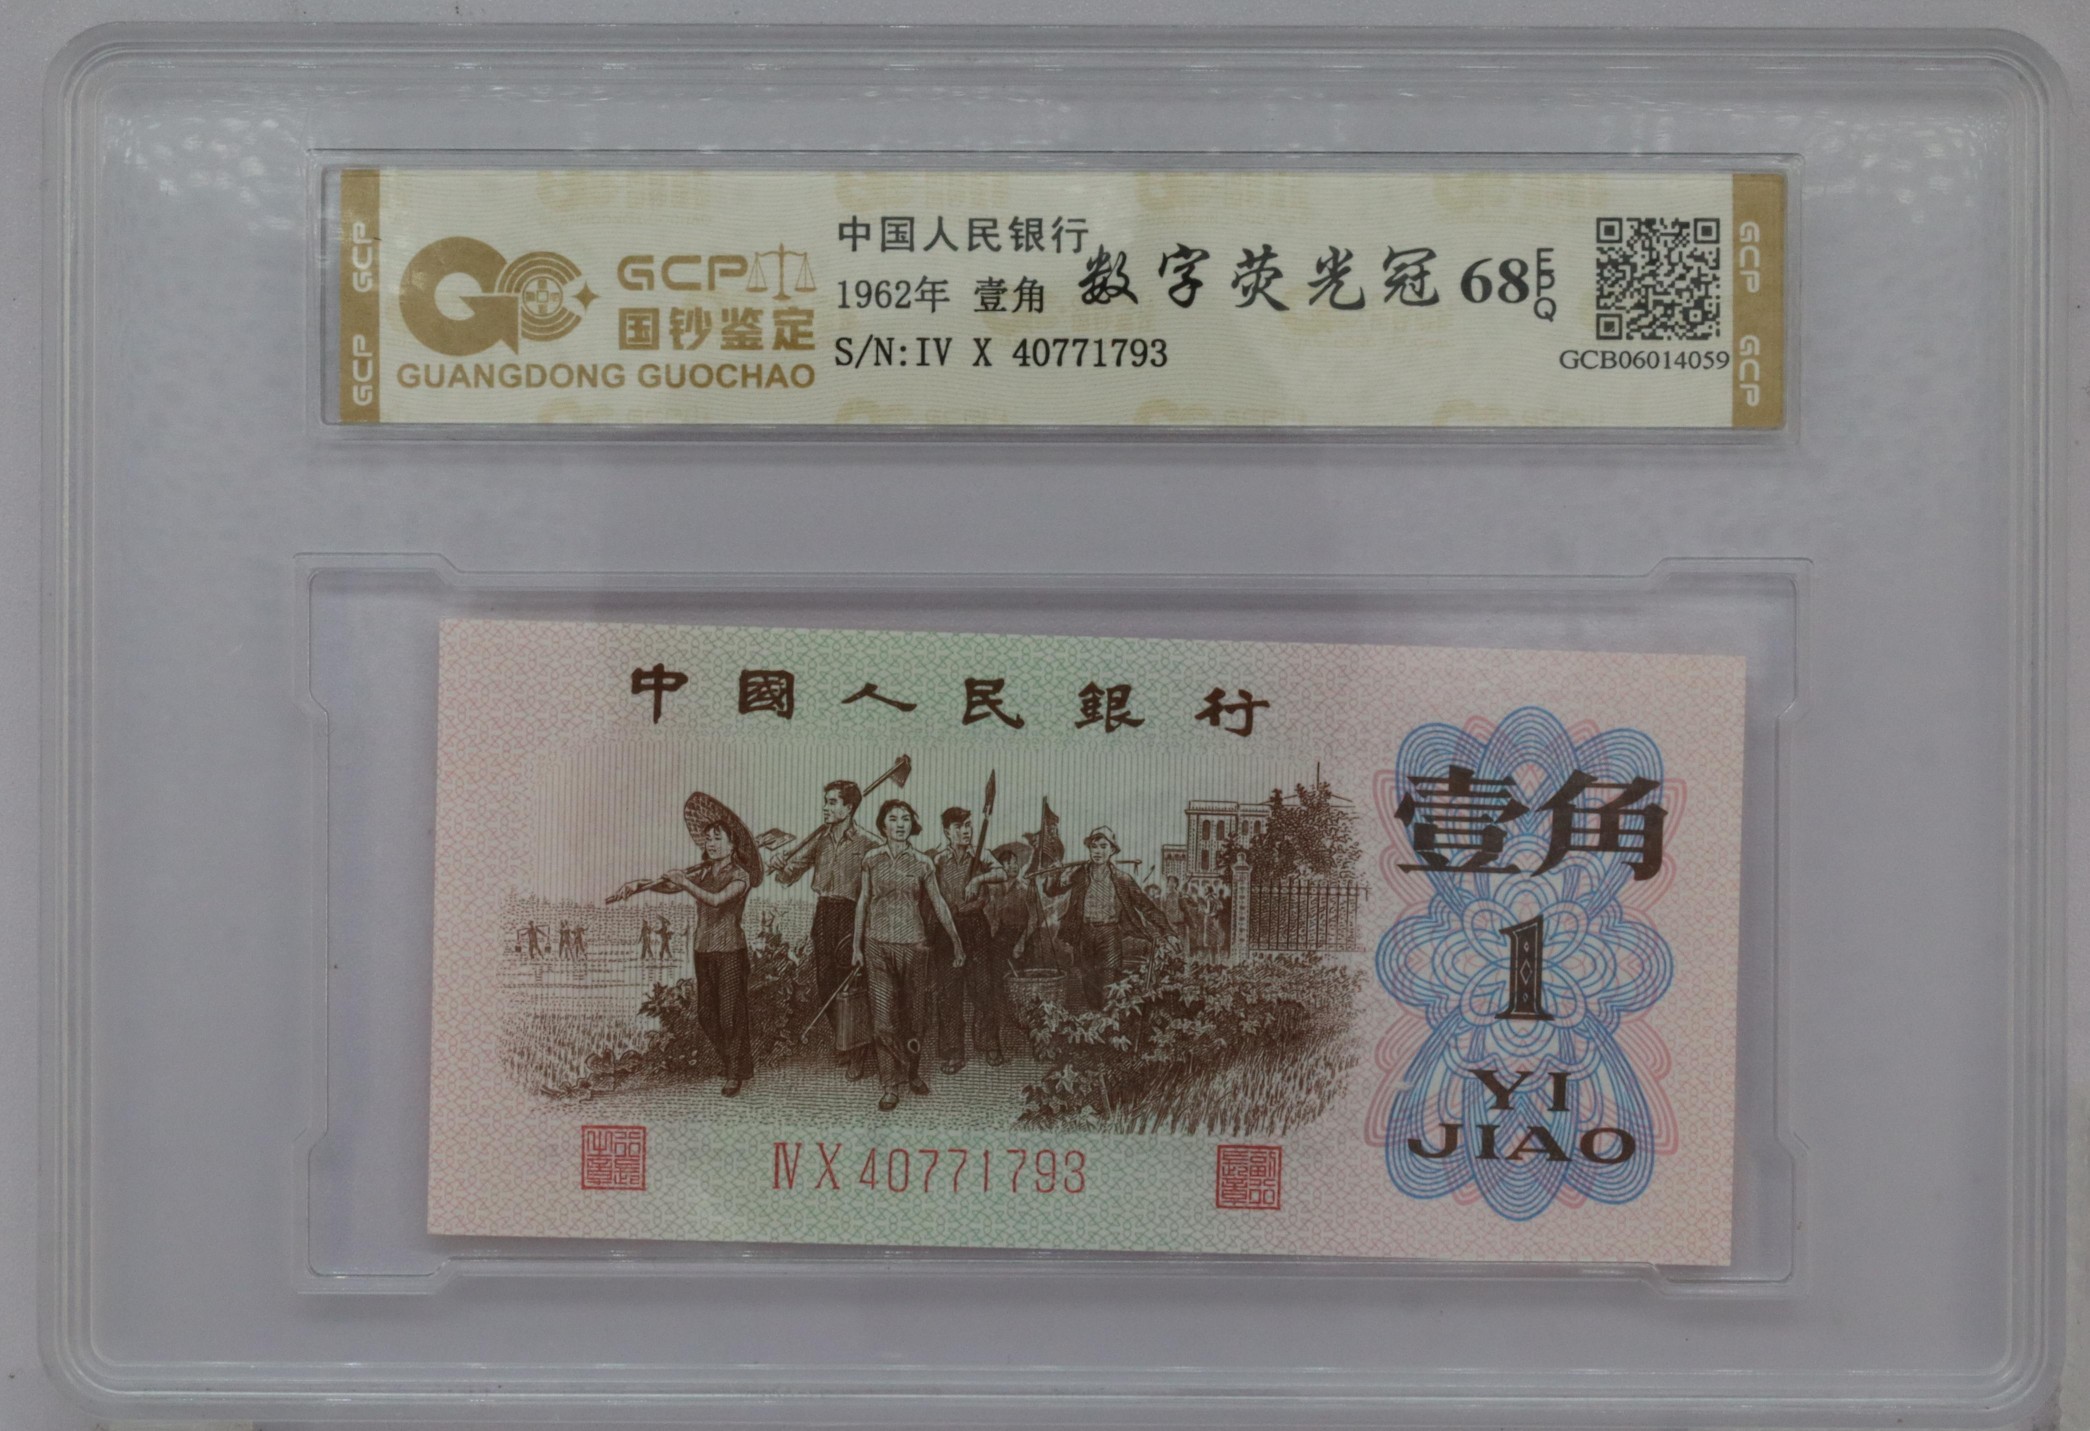 GCP
GCP
GCP
国钞鉴定
GUANGDONG GUOCHAO
中国人民银行
1962年 壹角
数字荧光冠 68 EPQ
S/N:IV X 40771793
GCB06014059
GCP
GCP
中國人民銀行
壹角
1
YI
JIAO
ⅣX40771793